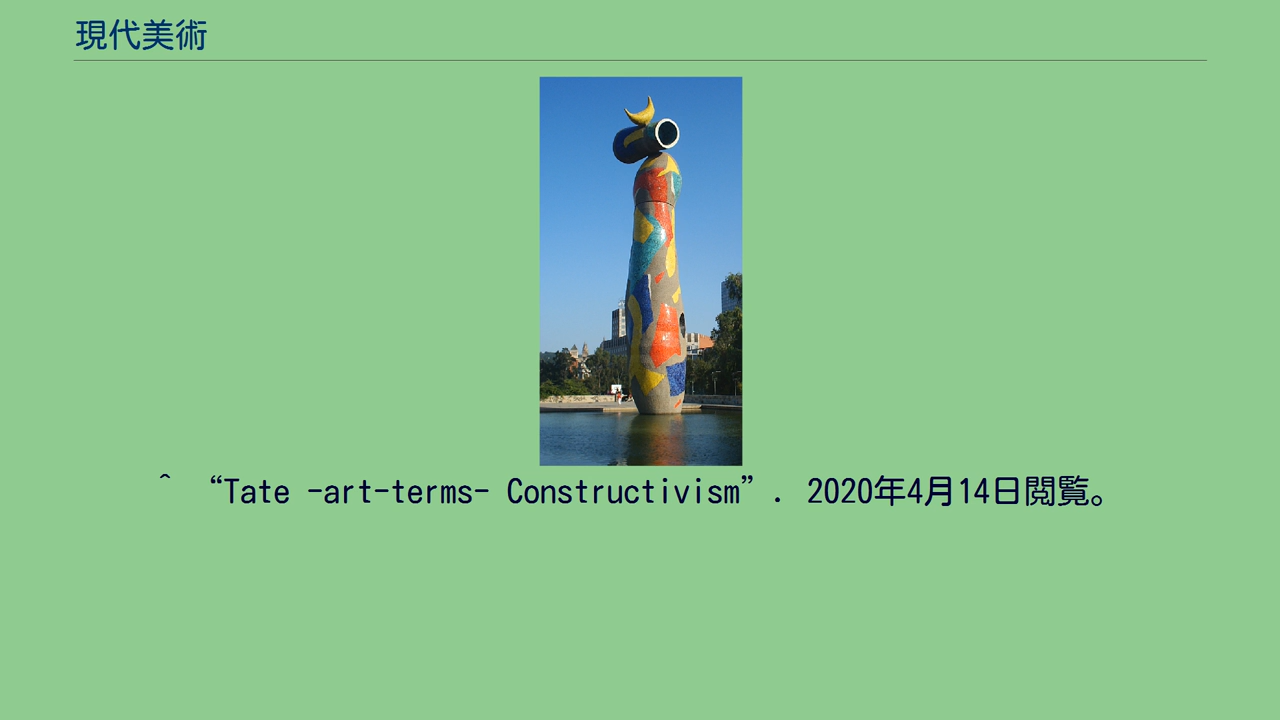 現代美術
^ “Tate -art-terms- Constructivism”. 2020年4月14日閲覧。